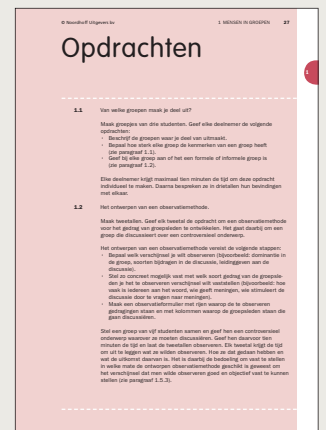 © Noordhoff Uitgevers bv
1 MENSEN IN GROEPEN 27
Opdrachten
1
1.1 Van welke groepen maak je deel uit?
Maak groepjes van drie studenten. Geef elke deelnemer de volgende
opdrachten:
• Beschrijf de groepen waar je deel van uitmaakt.
• Bepaal hoe sterk elke groep de kenmerken van een groep heeft
(zie paragraaf 1.1).
• Geef bij elke groep aan of het een formele of informele groep is
(zie paragraaf 1.2).
Elke deelnemer krijgt maximaal tien minuten de tijd om deze opdracht
individueel te maken. Daarna bespreken ze in drietallen hun bevindingen
met elkaar.
1.2 Het ontwerpen van een observatiemethode.
Maak tweetallen. Geef elk tweetal de opdracht om een observatiemethode
voor het gedrag van groepsleden te ontwikkelen. Het gaat daarbij om een
groep die discussieert over een controversieel onderwerp.
Het ontwerpen van een observatiemethode vereist de volgende stappen:
• Bepaal welk verschijnsel je wilt observeren (bijvoorbeeld: dominantie in
de groep, soorten bijdragen in de discussie, leidinggeven aan de
discussie).
• Stel zo concreet mogelijk vast met welk soort gedrag van de groepsle-
den je het te observeren verschijnsel wilt vaststellen (bijvoorbeeld: hoe
vaak is iedereen aan het woord, wie geeft meningen, wie stimuleert de
discussie door te vragen naar meningen).
• Maak een observatieformulier met rijen waarop de te observeren
gedragingen staan en met kolommen waarop de groepsleden staan die
gaan discussiëren.
Stel een groep van vijf studenten samen en geef hen een controversieel
onderwerp waarover ze moeten discussiëren. Geef hen daarvoor tien
minuten de tijd en laat de tweetallen observeren. Elk tweetal krijgt de tijd
om uit te leggen wat ze wilden observeren. Hoe ze dat gedaan hebben en
wat de uitkomst daarvan is. Het is daarbij de bedoeling om vast te stellen
in welke mate de ontworpen observatiemethode geschikt is geweest om
het verschijnsel dat men wilde observeren goed en objectief vast te kunnen
stellen (zie paragraaf 1.5.3).